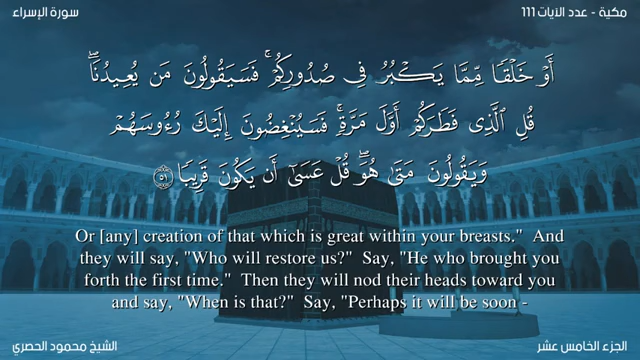 سورة الإسراء
مكية - عدد الآيات 111
أَوْ خَلْقًا مِّمَّا يَكْبُرُ فِى صُدُورِكُمْ ۚ فَسَيَقُولُونَ مَن يُعِيدُنَا ۖ
قُلِ ٱلَّذِى فَطَرَكُمْ أَوَّلَ مَرَّةٍ ۚ فَسَيُنْغِضُونَ إِلَيْكَ رُءُوسَهُمْ
وَيَقُولُونَ مَتَىٰ هُوَ ۖ قُلْ عَسَىٰٓ أَن يَكُونَ قَرِيبًا ۝٥١
Or [any] creation of that which is great within your breasts."  And
they will say, "Who will restore us?"  Say, "He who brought you
forth the first time."  Then they will nod their heads toward you
and say, "When is that?"  Say, "Perhaps it will be soon -
الشيخ محمود الحصري
الجزء الخامس عشر